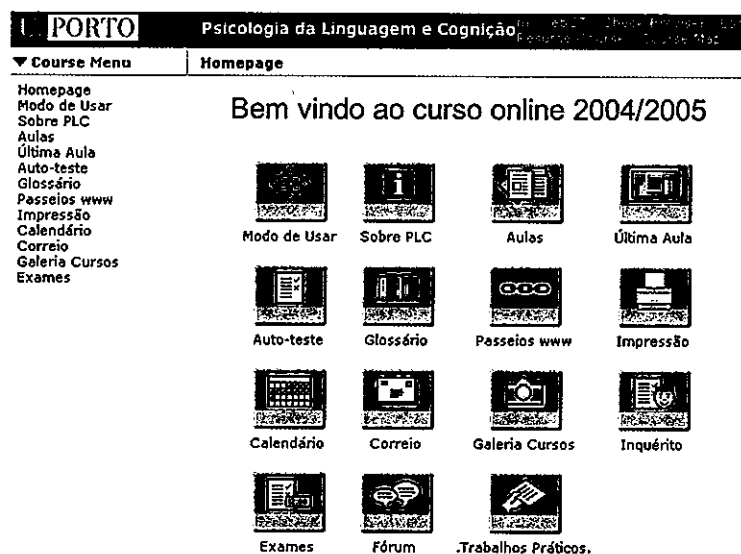 U. PORTO
Psicologia da Linguagem e Cognição
Course Menu
Homepage
Homepage
Modo de Usar
Sobre PLC
Aulas
Última Aula
Auto-teste
Glossário
Passeios www
Impressão
Calendário
Correio
Galeria Cursos
Exames
Bem vindo ao curso online 2004/2005
Modo de Usar Sobre PLC Aulas Última Aula
Auto-teste Glossário Passeios www Impressão
Calendário Correio Galeria Cursos Inquérito
Exames Fórum .Trabalhos Práticos.